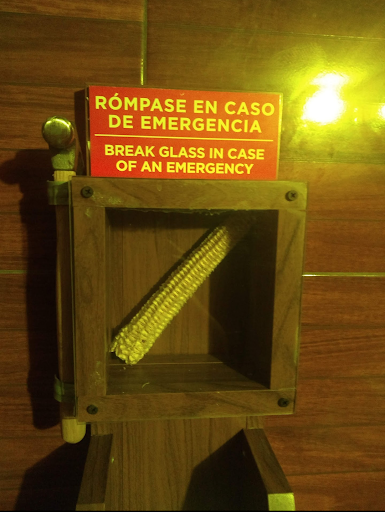 RÓMPASE EN CASO
DE EMERGENCIA
BREAK GLASS IN CASE
OF AN EMERGENCY